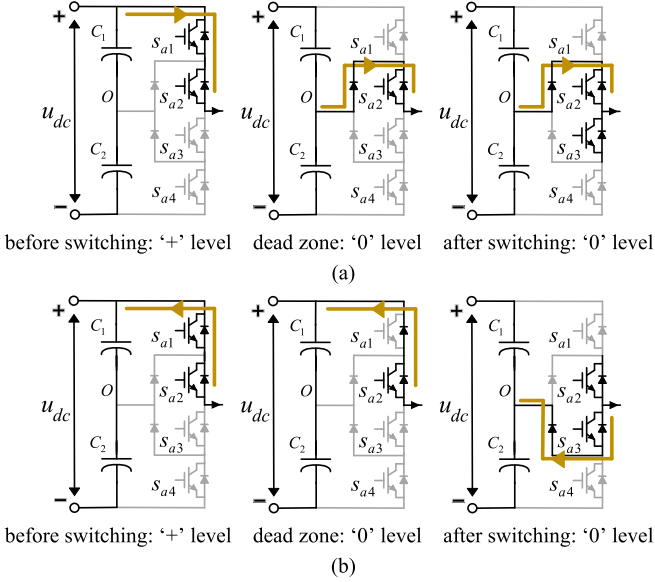 + + +
C1 C1 C1
sa1 sa1 sa1
O O O
sa2 sa2 sa2
udc udc udc
C2 C2 C2
sa3 sa3 sa3
sa4 sa4 sa4
− − −
before switching: ‘+’ level dead zone: ‘0’ level after switching: ‘0’ level
(a)
+ + +
C1 C1 C1
sa1 sa1 sa1
O O O
sa2 sa2 sa2
udc udc udc
C2 C2 C2
sa3 sa3 sa3
sa4 sa4 sa4
− − −
before switching: ‘+’ level dead zone: ‘0’ level after switching: ‘0’ level
(b)